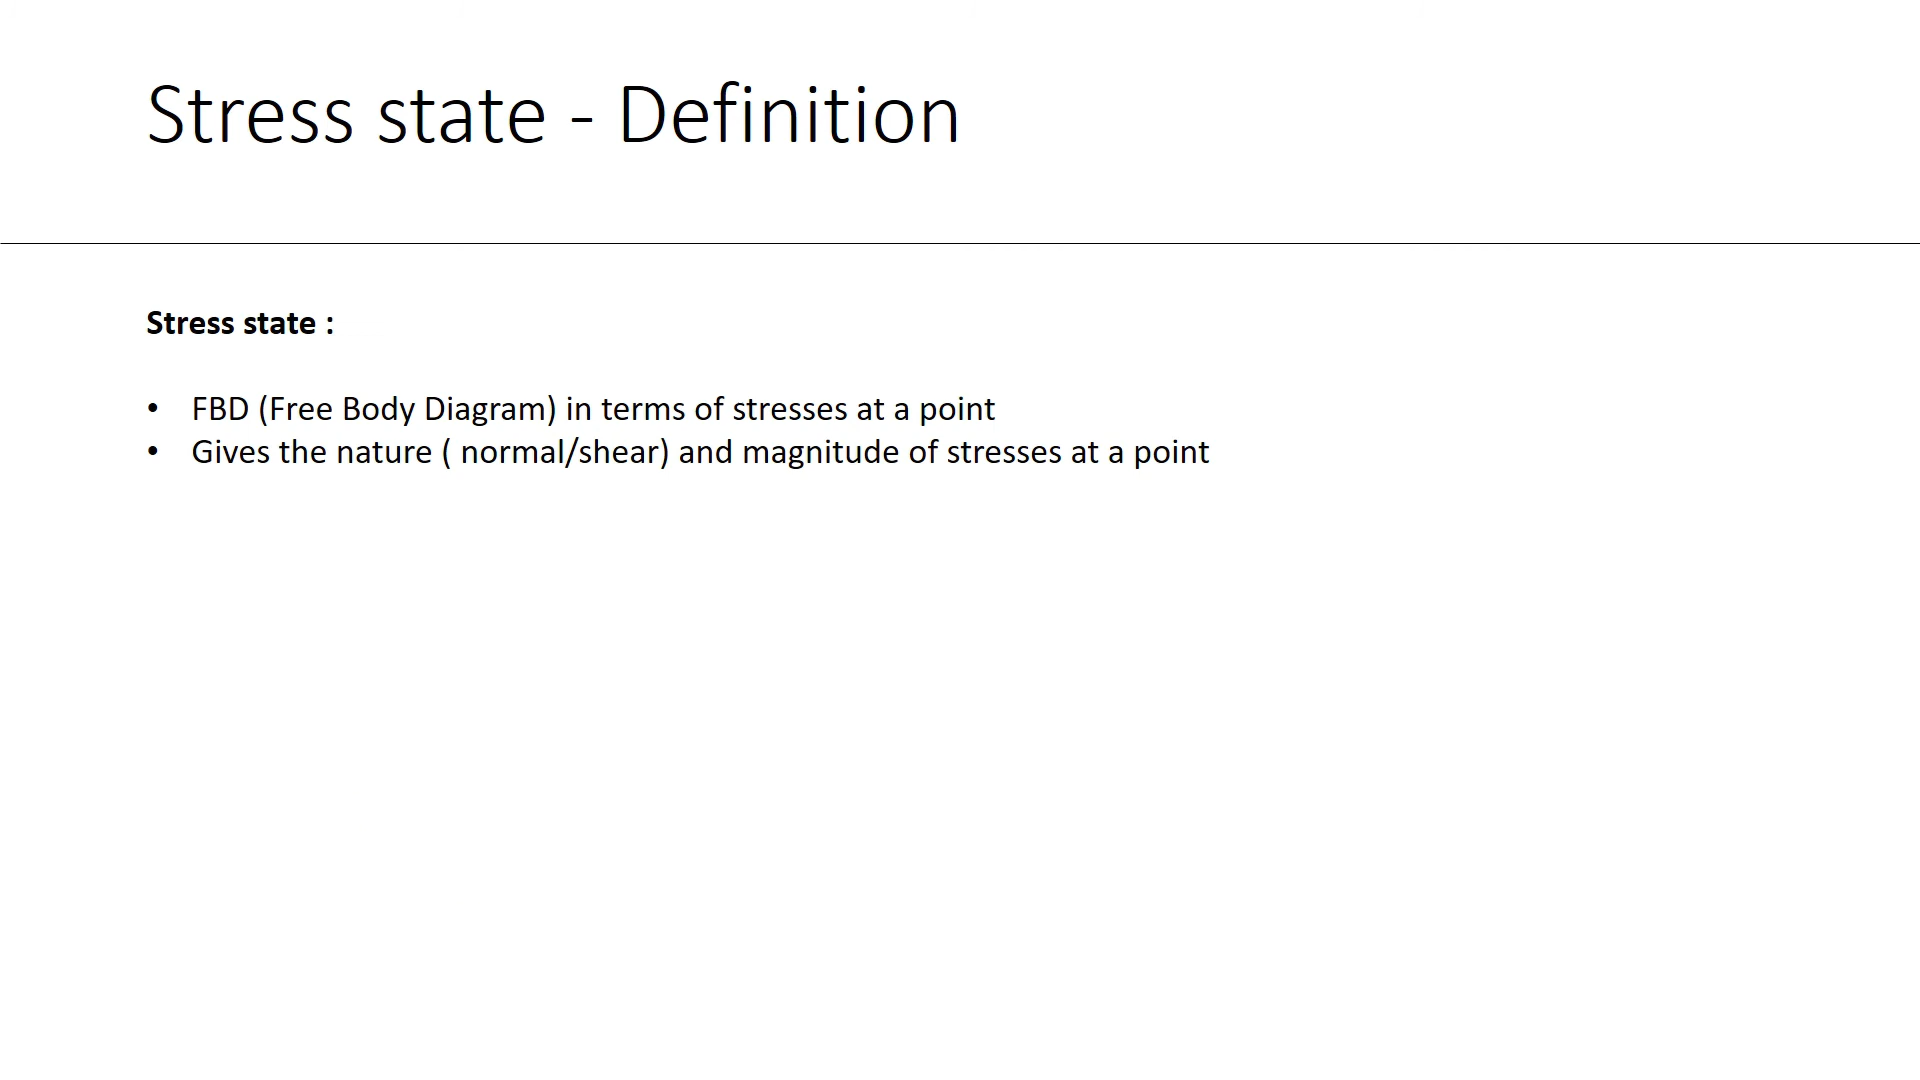 Stress state - Definition
Stress state :
• FBD (Free Body Diagram) in terms of stresses at a point
• Gives the nature ( normal/shear) and magnitude of stresses at a point